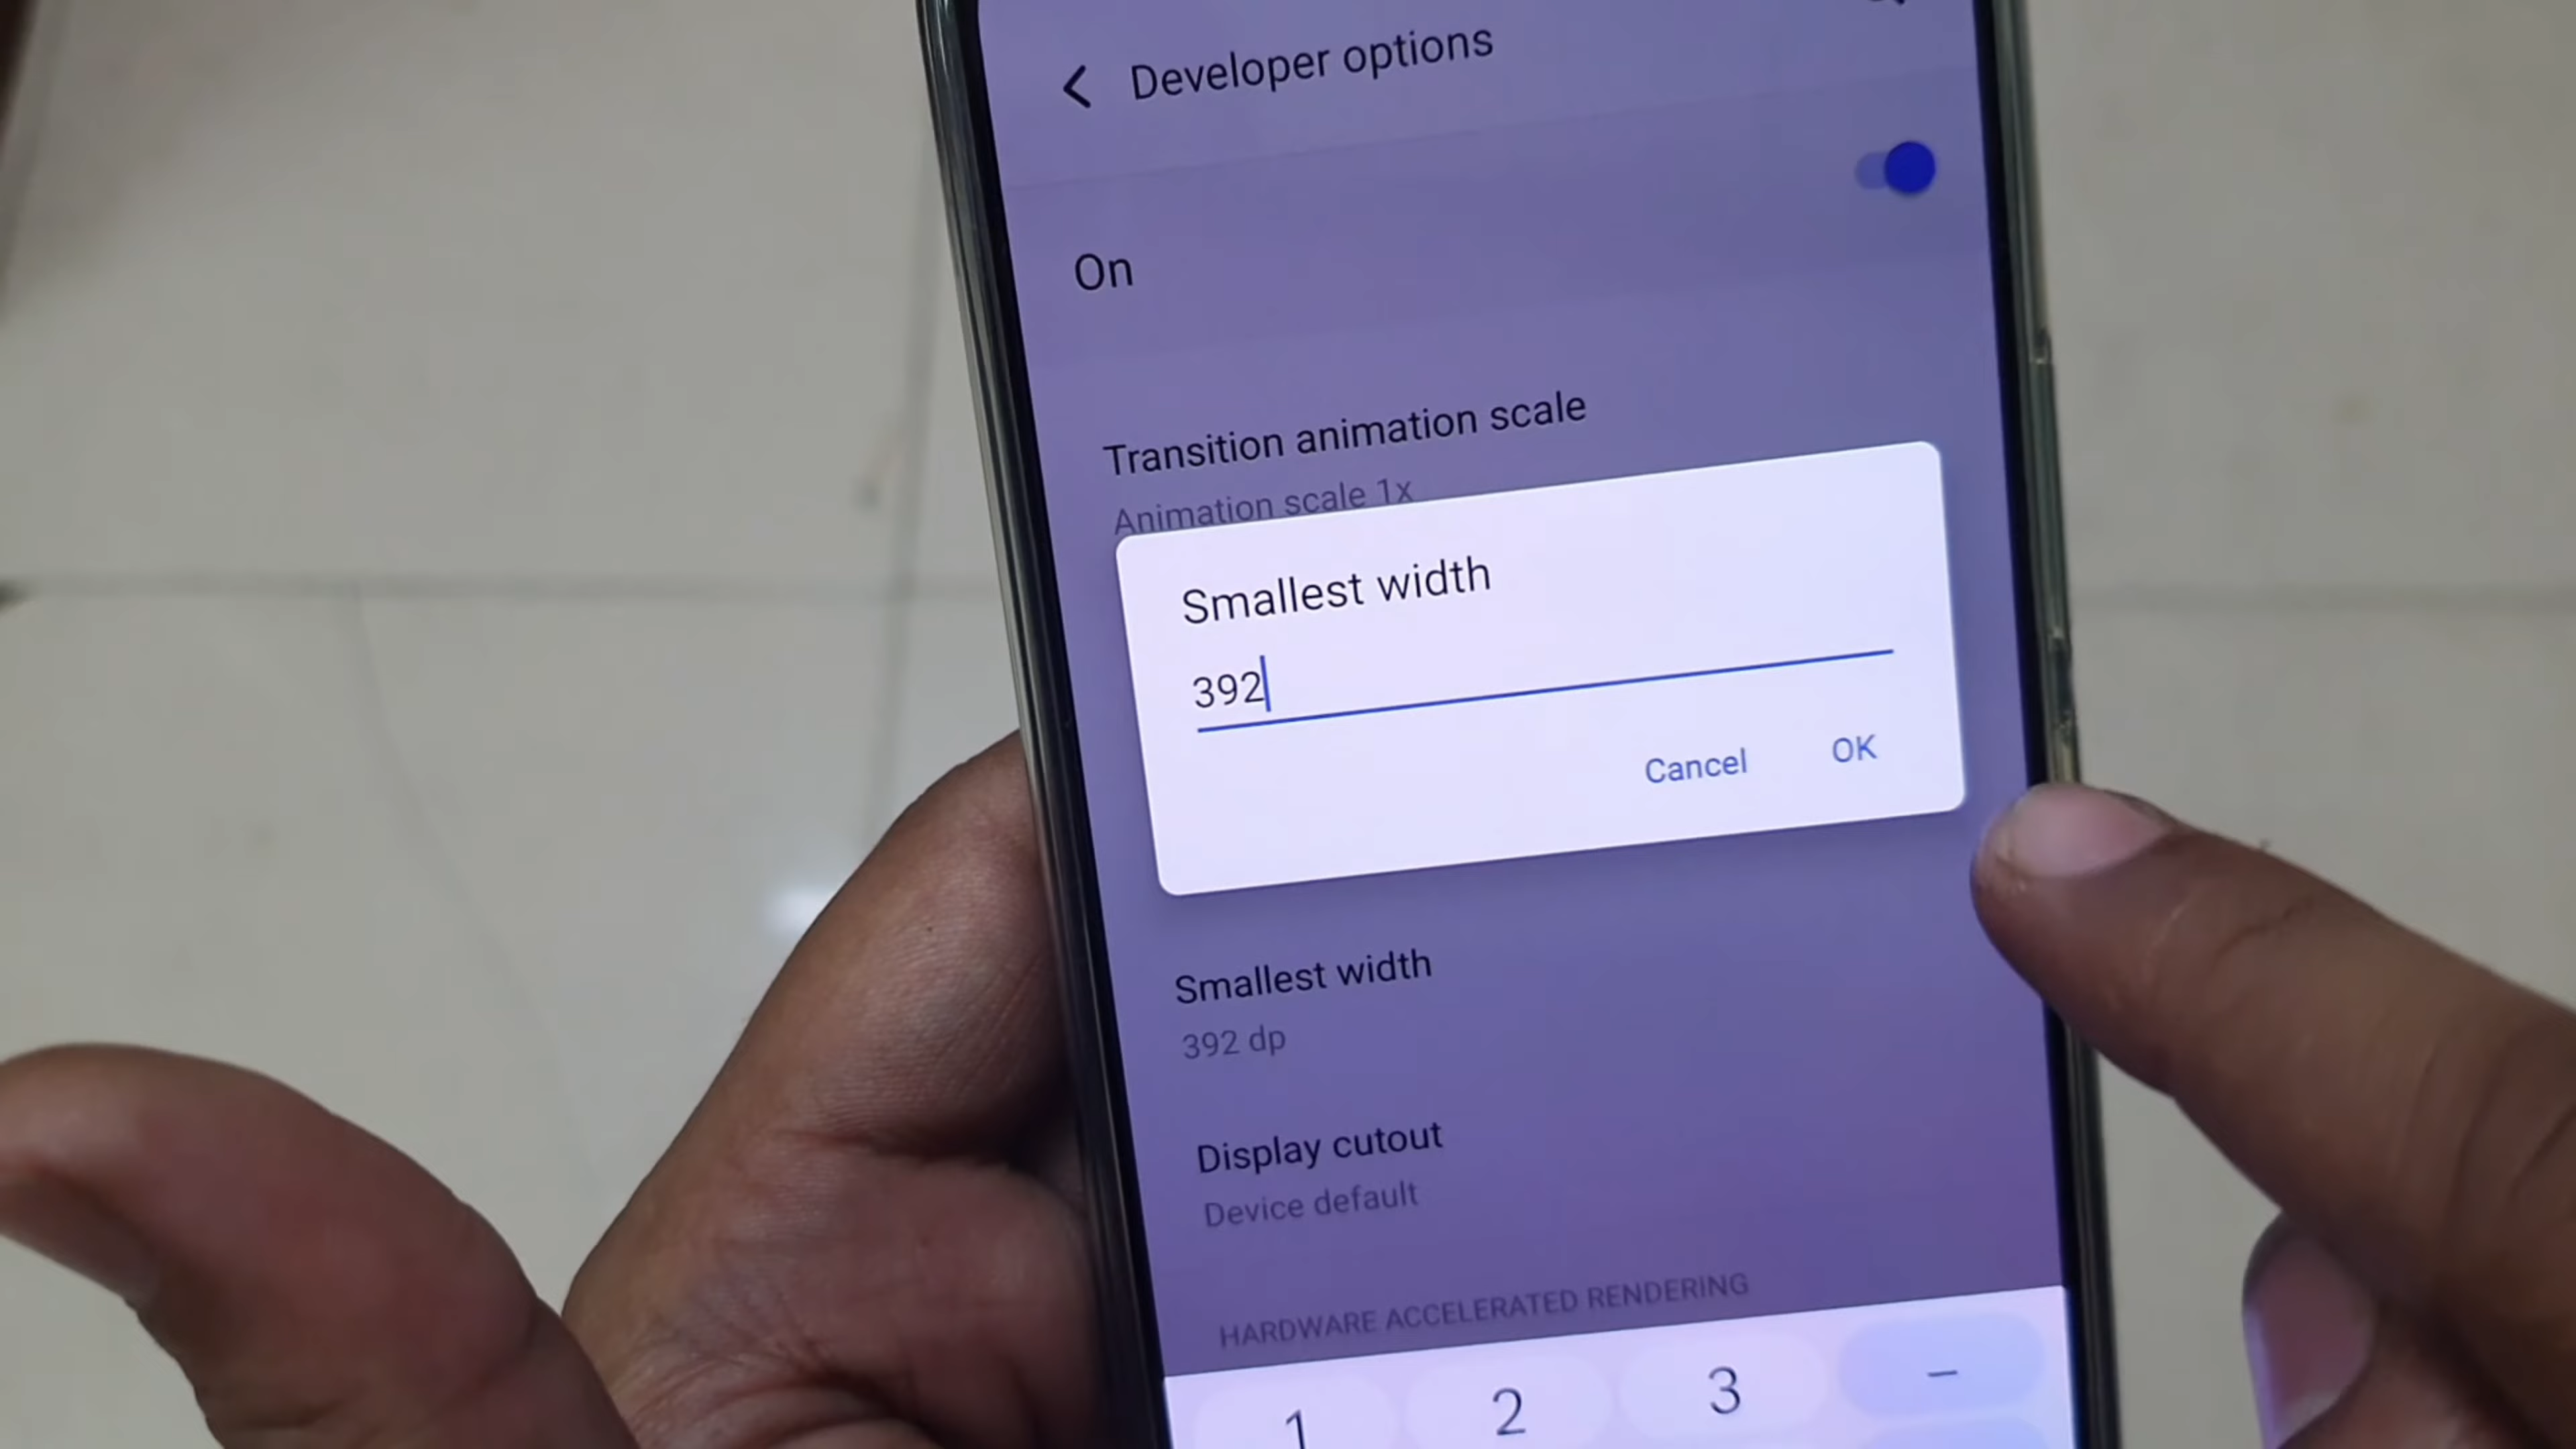 Developer options
On
Transition animation scale
Animation scale 1x
Smallest width
392
Cancel OK
Smallest width
392 dp
Display cutout
Device default
HARDWARE ACCELERATED RENDERING
1 2 3 –